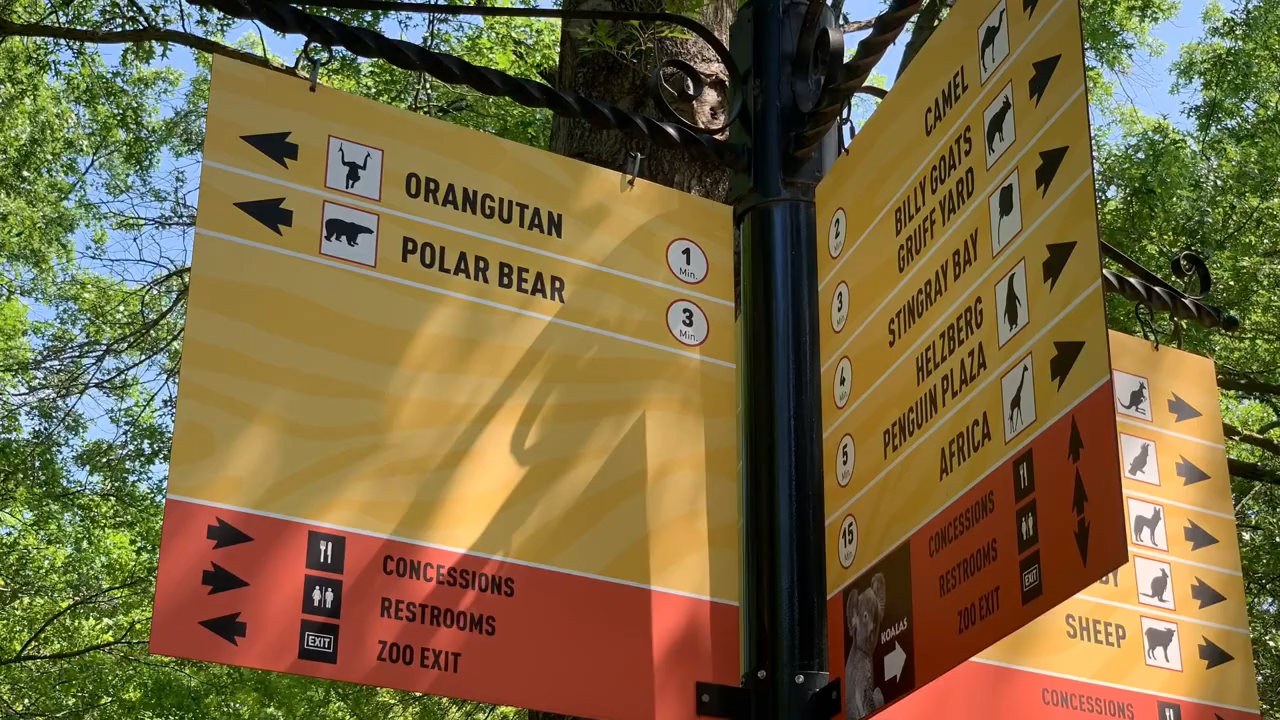 ORANGUTAN
1
Min.
POLAR BEAR
3
Min.
CONCESSIONS
RESTROOMS
EXIT
ZOO EXIT
CAMEL
2
Min.
BILLY GOATS
GRUFF YARD
3
Min.
STINGRAY BAY
4
Min.
HELZBERG
PENGUIN PLAZA
5
Min.
AFRICA
15
Min.
CONCESSIONS
RESTROOMS
ZOO EXIT
EXIT
KOALAS
SHEEP
CONCESSIONS